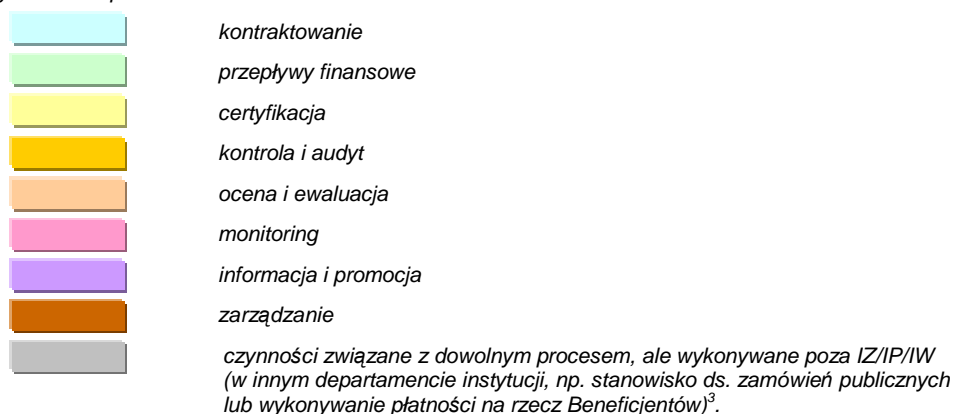 kontraktowanie
przepływy finansowe
certyfikacja
kontrola i audyt
ocena i ewaluacja
monitoring
informacja i promocja
zarządzanie
czynności związane z dowolnym procesem, ale wykonywane poza IZ/IP/IW
(w innym departamencie instytucji, np. stanowisko ds. zamówień publicznych
lub wykonywanie płatności na rzecz Beneficjentów)³.